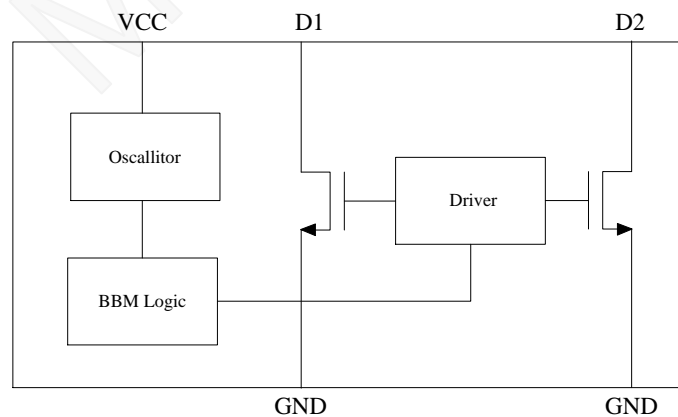 VCC D1 D2
Oscallitor
Driver
BBM Logic
GND GND